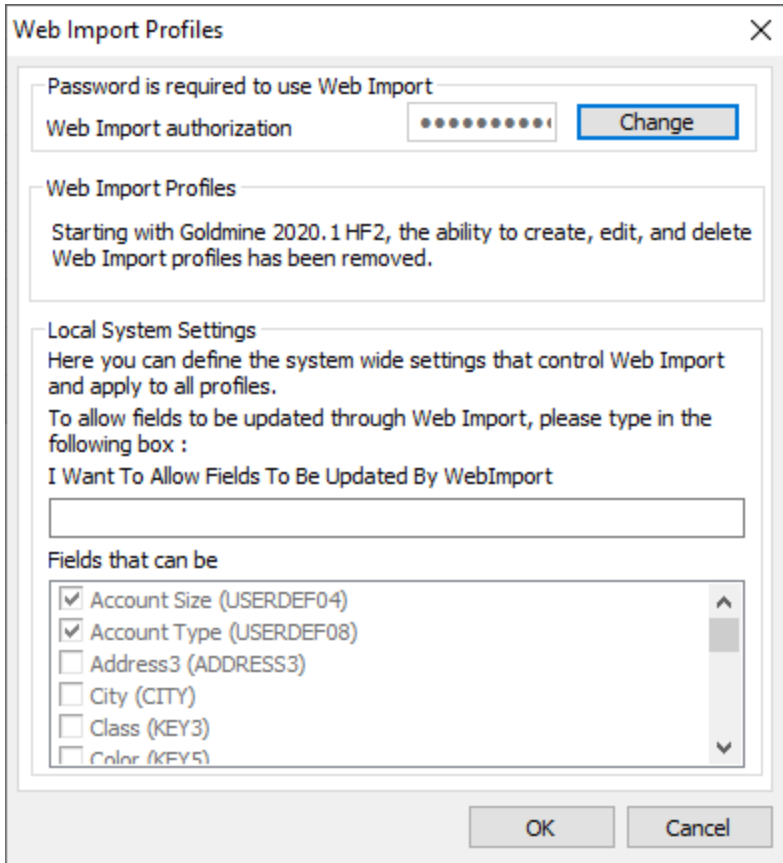 Web Import Profiles
Password is required to use Web Import
Web Import authorization
Change
Web Import Profiles
Starting with Goldmine 2020.1 HF2, the ability to create, edit, and delete
Web Import profiles has been removed.
Local System Settings
Here you can define the system wide settings that control Web Import
and apply to all profiles.
To allow fields to be updated through Web Import, please type in the
following box :
I Want To Allow Fields To Be Updated By WebImport
Fields that can be
Account Size (USERDEF04)
Account Type (USERDEF08)
Address3 (ADDRESS3)
City (CITY)
Class (KEY3)
Color (KEY5)
OK
Cancel